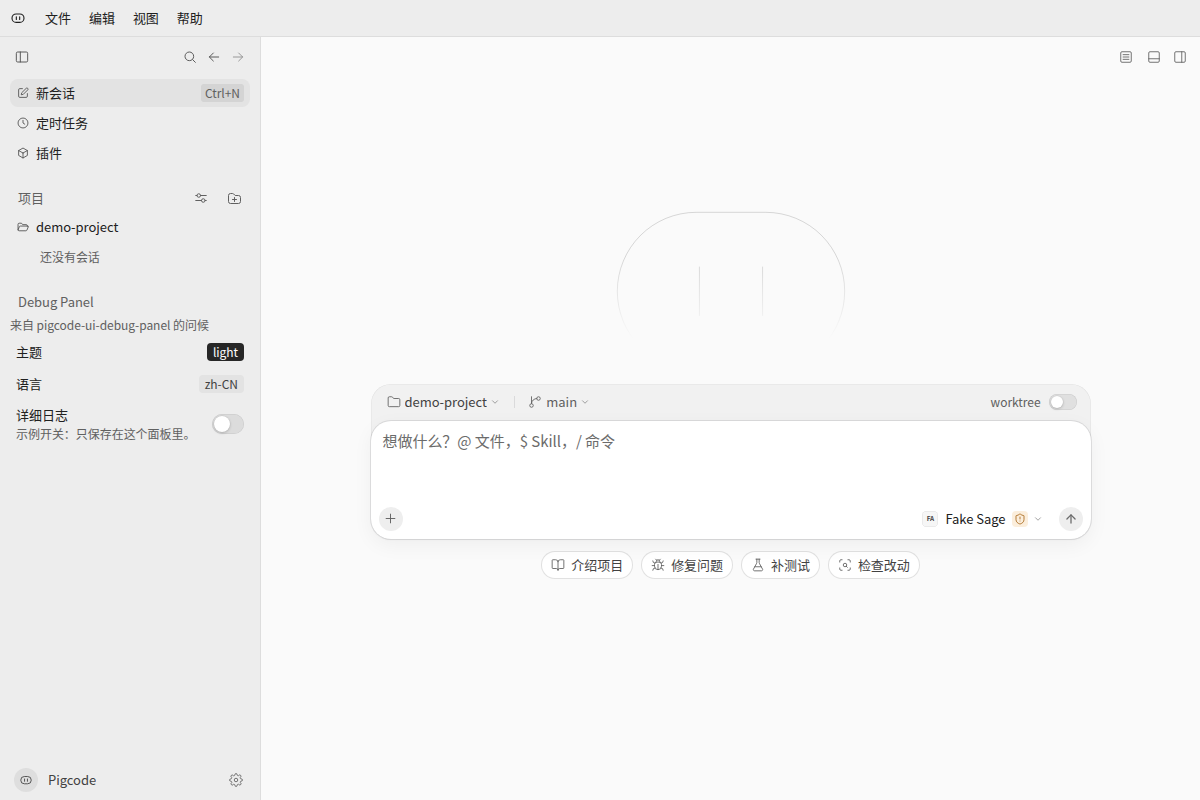 文件 编辑 视图 帮助
新会话 Ctrl+N
定时任务
插件
项目
demo-project
还没有会话
Debug Panel
来自 pigcode-ui-debug-panel 的问候
主题 light
语言 zh-CN
详细日志
示例开关：只保存在这个面板里。
Pigcode
demo-project main worktree
想做什么？@ 文件，$ Skill，/ 命令
FA Fake Sage
介绍项目 修复问题 补测试 检查改动